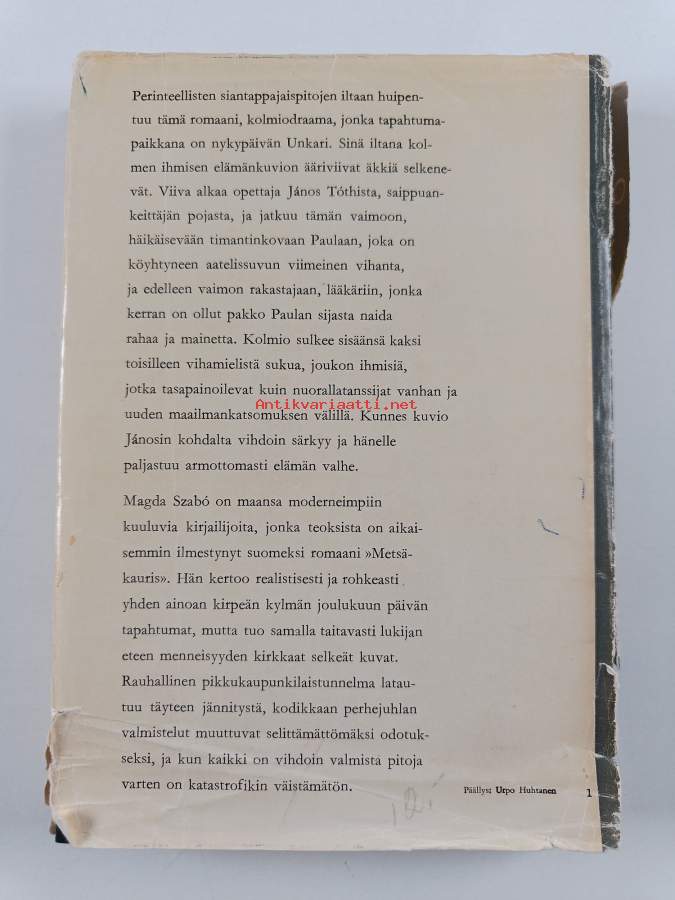 Perinteellisten siantappajaispitojen iltaan huipen-
tuu tämä romaani, kolmiodraama, jonka tapahtuma-
paikkana on nykypäivän Unkari. Sinä iltana kol-
men ihmisen elämänkuvion ääriviivat äkkiä selkene-
vät. Viiva alkaa opettaja János Tóthista, saippuan-
keittäjän pojasta, ja jatkuu tämän vaimoon,
häikäisevään timantinkovaan Paulaan, joka on
köyhtyneen aatelissuvun viimeinen vihanta,
ja edelleen vaimon rakastajaan, lääkäriin, jonka
kerran on ollut pakko Paulan sijasta naida
rahaa ja mainetta. Kolmio sulkee sisäänsä kaksi
toisilleen vihamielistä sukua, joukon ihmisiä,
jotka tasapainoilevat kuin nuorallatanssijat vanhan ja
Antikvariaatti.net
uuden maailmankatsomuksen välillä. Kunnes kuvio
Jánosin kohdalta vihdoin särkyy ja hänelle
paljastuu armottomasti elämän valhe.
Magda Szabó on maansa moderneimpiin
kuuluvia kirjailijoita, jonka teoksista on aikai-
semmin ilmestynyt suomeksi romaani »Metsä-
kauris». Hän kertoo realistisesti ja rohkeasti
yhden ainoan kirpeän kylmän joulukuun päivän
tapahtumat, mutta tuo samalla taitavasti lukijan
eteen menneisyyden kirkkaat selkeät kuvat.
Rauhallinen pikkukaupunkilaistunnelma latau-
tuu täyteen jännitystä, kodikkaan perhejuhlan
valmistelut muuttuvat selittämättömäksi odotuk-
seksi, ja kun kaikki on vihdoin valmista pitoja
varten on katastrofikin väistämätön.
Päällys: Urpo Huhtanen
1